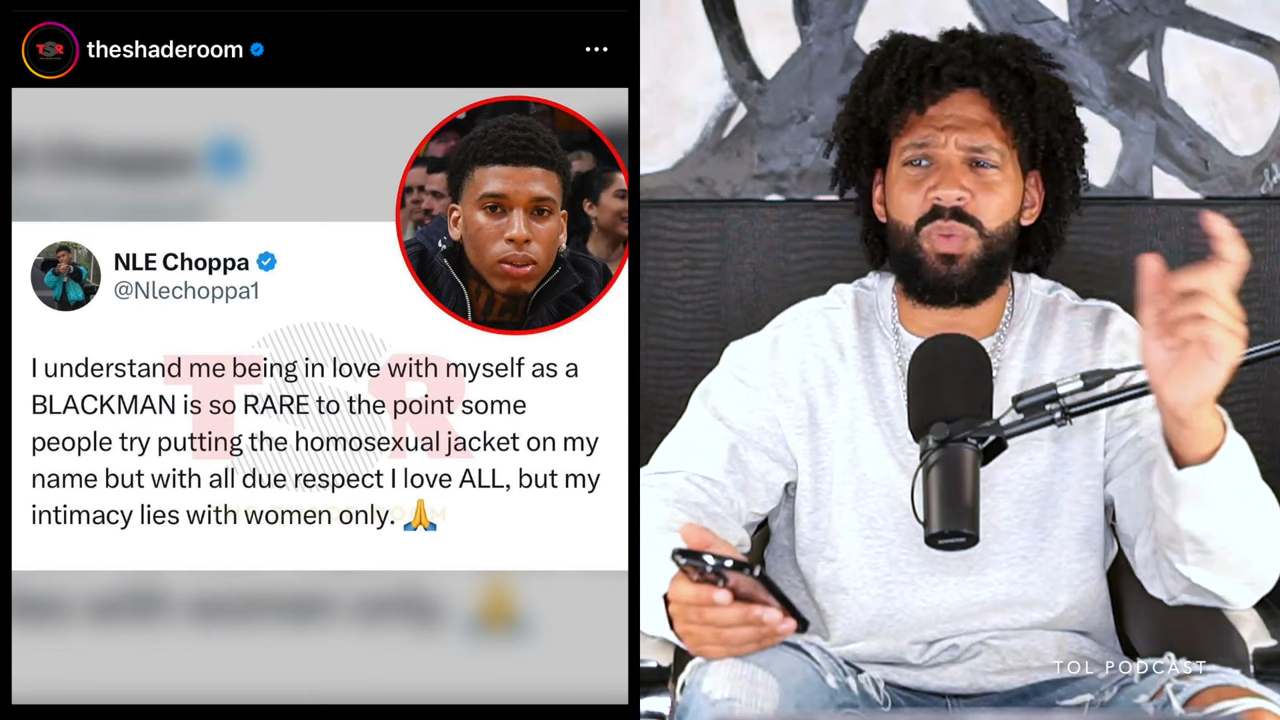 TSR
theshaderoom
NLE Choppa
@Nlechoppa1
I understand me being in love with myself as a
BLACKMAN is so RARE to the point some
people try putting the homosexual jacket on my
name but with all due respect I love ALL, but my
intimacy lies with women only. 🙏
TSR
TOL PODCAST